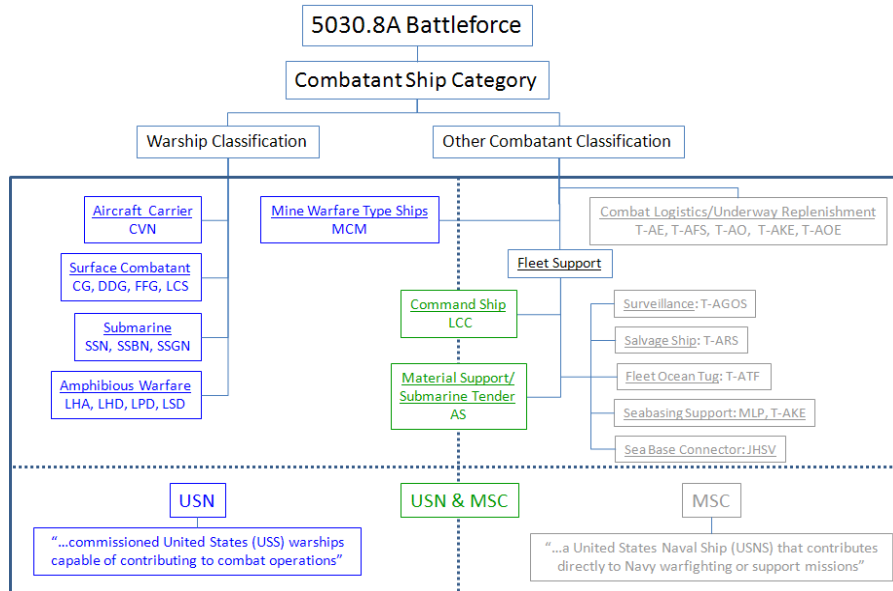 5030.8A Battleforce
Combatant Ship Category
Warship Classification
Other Combatant Classification
Aircraft Carrier
CVN
Mine Warfare Type Ships
MCM
Combat Logistics/Underway Replenishment
T-AE, T-AFS, T-AO, T-AKE, T-AOE
Surface Combatant
CG, DDG, FFG, LCS
Fleet Support
Submarine
SSN, SSBN, SSGN
Command Ship
LCC
Surveillance: T-AGOS
Salvage Ship: T-ARS
Amphibious Warfare
LHA, LHD, LPD, LSD
Material Support/
Submarine Tender
AS
Fleet Ocean Tug: T-ATF
Seabasing Support: MLP, T-AKE
Sea Base Connector: JHSV
USN
USN & MSC
MSC
“…commissioned United States (USS) warships
capable of contributing to combat operations”
“…a United States Naval Ship (USNS) that contributes
directly to Navy warfighting or support missions”